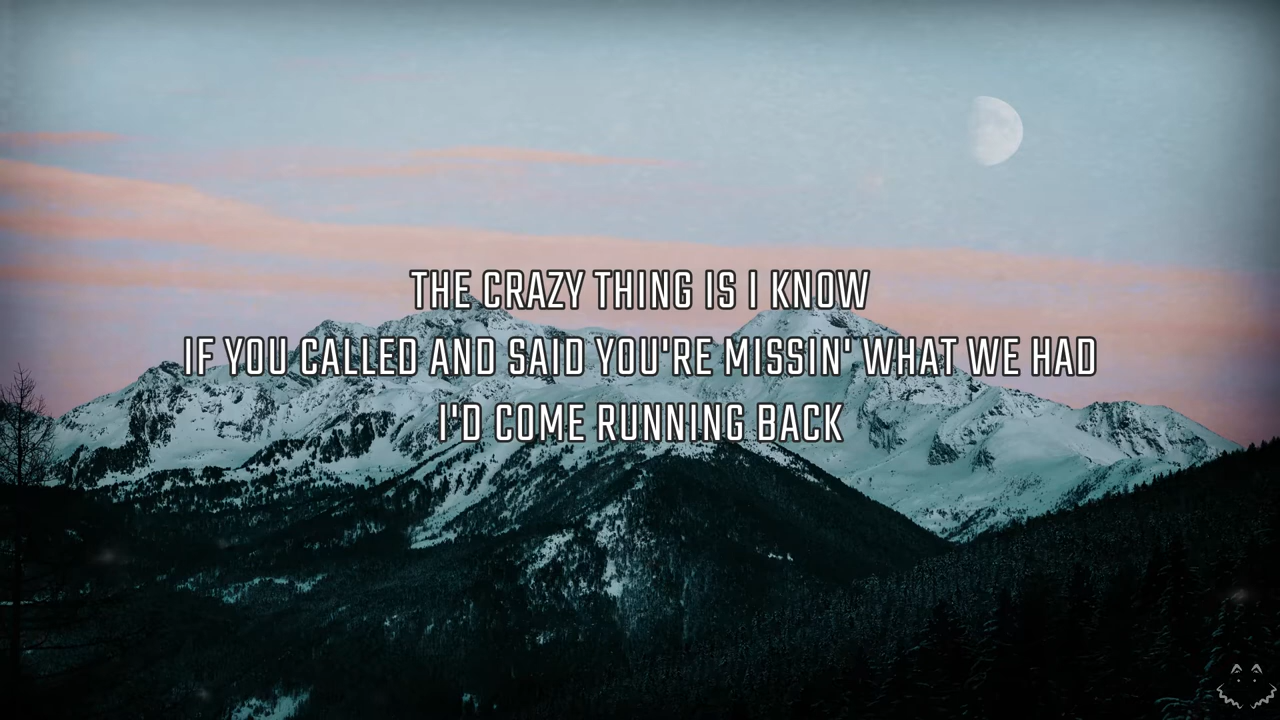 THE CRAZY THING IS I KNOW
IF YOU CALLED AND SAID YOU'RE MISSIN' WHAT WE HAD
I'D COME RUNNING BACK